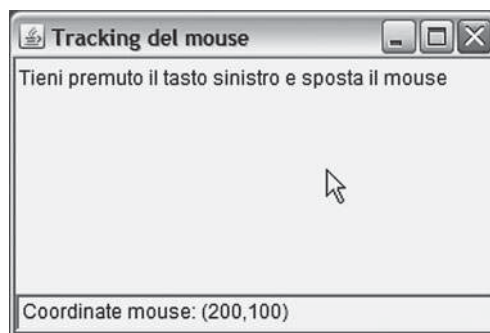 Tracking del mouse
Tieni premuto il tasto sinistro e sposta il mouse
Coordinate mouse: (200,100)